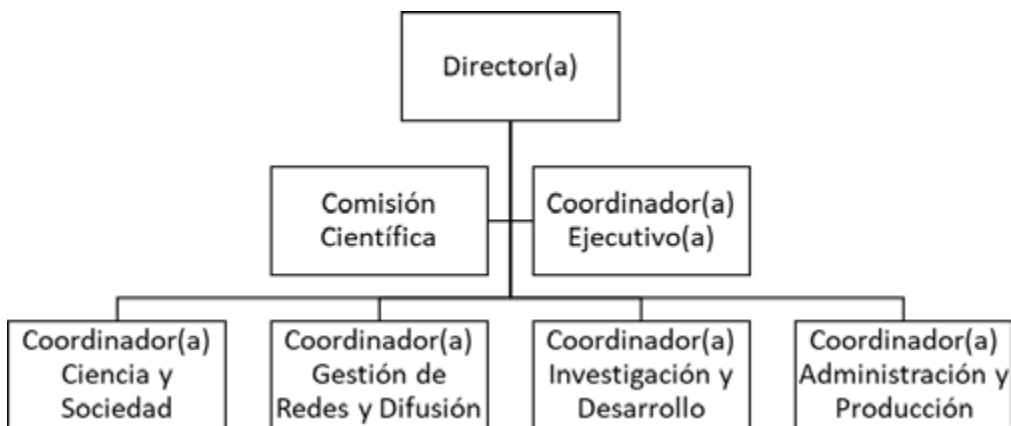 Director(a)
Comisión
Científica
Coordinador(a)
Ejecutivo(a)
Coordinador(a)
Ciencia y
Sociedad
Coordinador(a)
Gestión de
Redes y Difusión
Coordinador(a)
Investigación y
Desarrollo
Coordinador(a)
Administración y
Producción